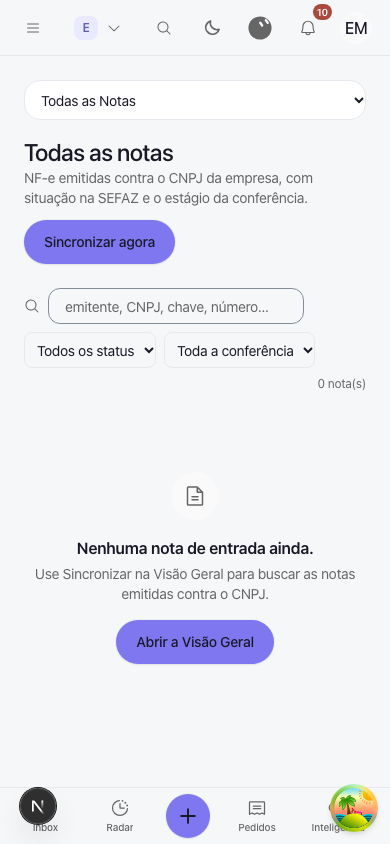 E
10
EM
Todas as Notas
Todas as notas
NF-e emitidas contra o CNPJ da empresa, com
situação na SEFAZ e o estágio da conferência.
Sincronizar agora
emitente, CNPJ, chave, número...
Todos os status
Toda a conferência
0 nota(s)
Nenhuma nota de entrada ainda.
Use Sincronizar na Visão Geral para buscar as notas
emitidas contra o CNPJ.
Abrir a Visão Geral
N
Inbox
Radar
Pedidos